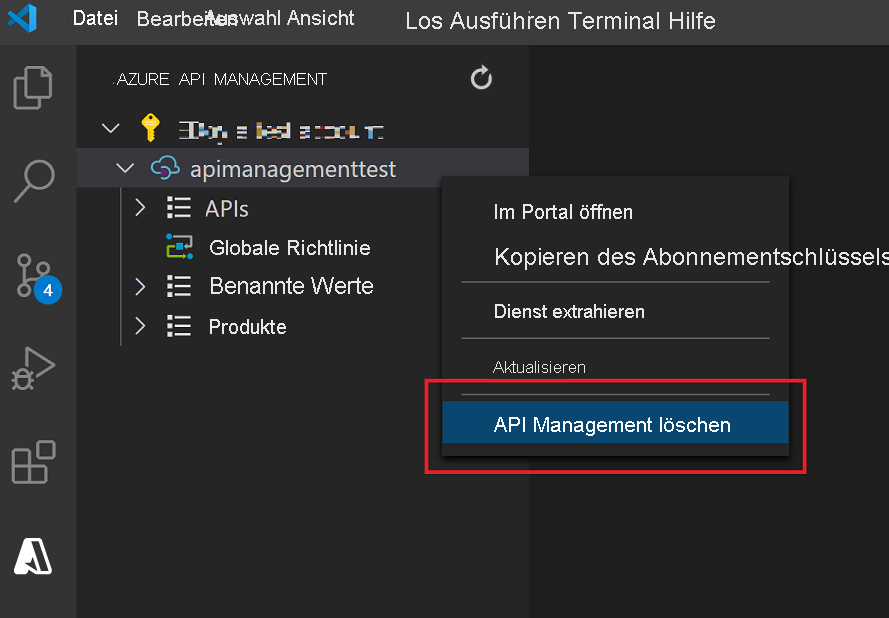 Datei Bearbeiten Auswahl Ansicht Los Ausführen Terminal Hilfe
AZURE API MANAGEMENT
apimanagementtest
APIs
Im Portal öffnen
Globale Richtlinie
Kopieren des Abonnementschlüssels
Benannte Werte
4
Dienst extrahieren
Produkte
Aktualisieren
API Management löschen